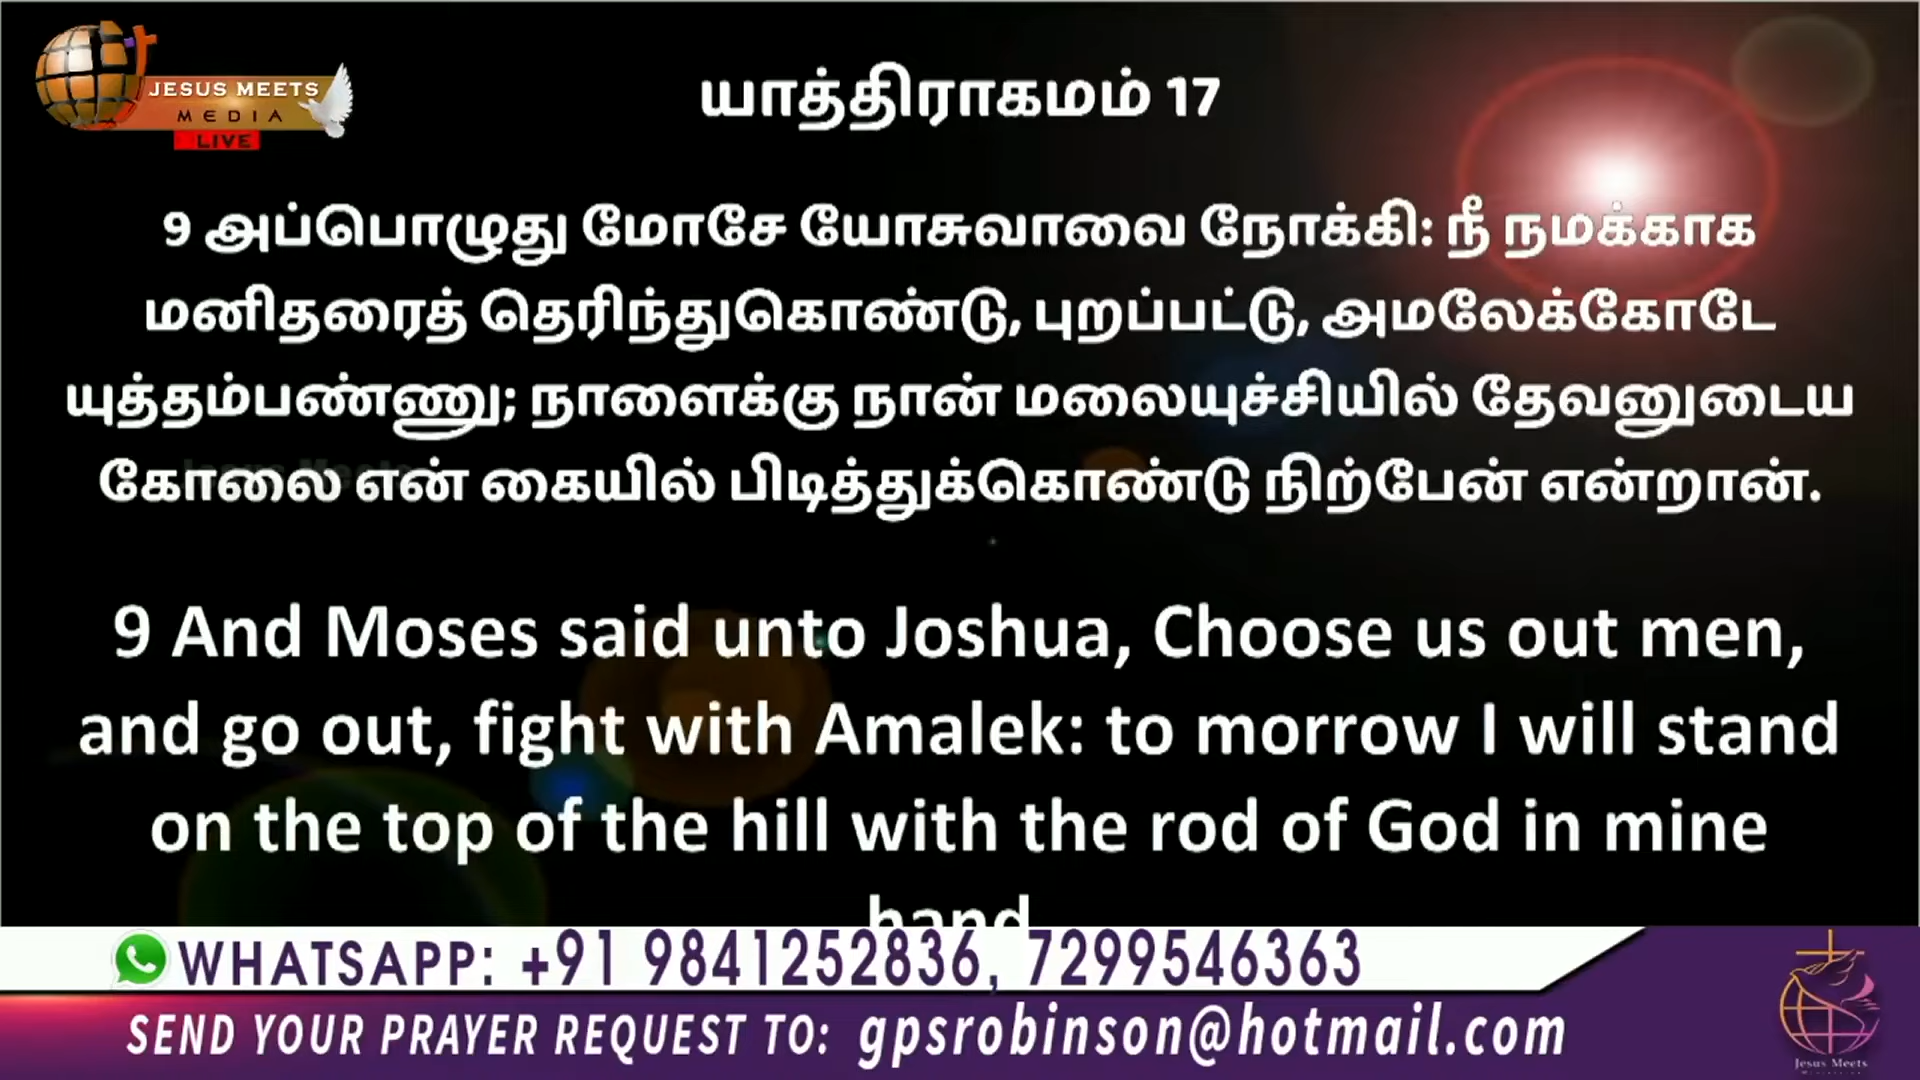 JESUS MEETS
MEDIA
LIVE
யாத்திராகமம் 17
9 அப்பொழுது மோசே யோசுவாவை நோக்கி: நீ நமக்காக
மனிதரைத் தெரிந்துகொண்டு, புறப்பட்டு, அமலேக்கோடே
யுத்தம்பண்ணு; நாளைக்கு நான் மலையுச்சியில் தேவனுடைய
கோலை என் கையில் பிடித்துக்கொண்டு நிற்பேன் என்றான்.
9 And Moses said unto Joshua, Choose us out men,
and go out, fight with Amalek: to morrow I will stand
on the top of the hill with the rod of God in mine
hand
WHATSAPP: +91 9841252836, 7299546363
SEND YOUR PRAYER REQUEST TO: gpsrobinson@hotmail.com
Jesus Meets